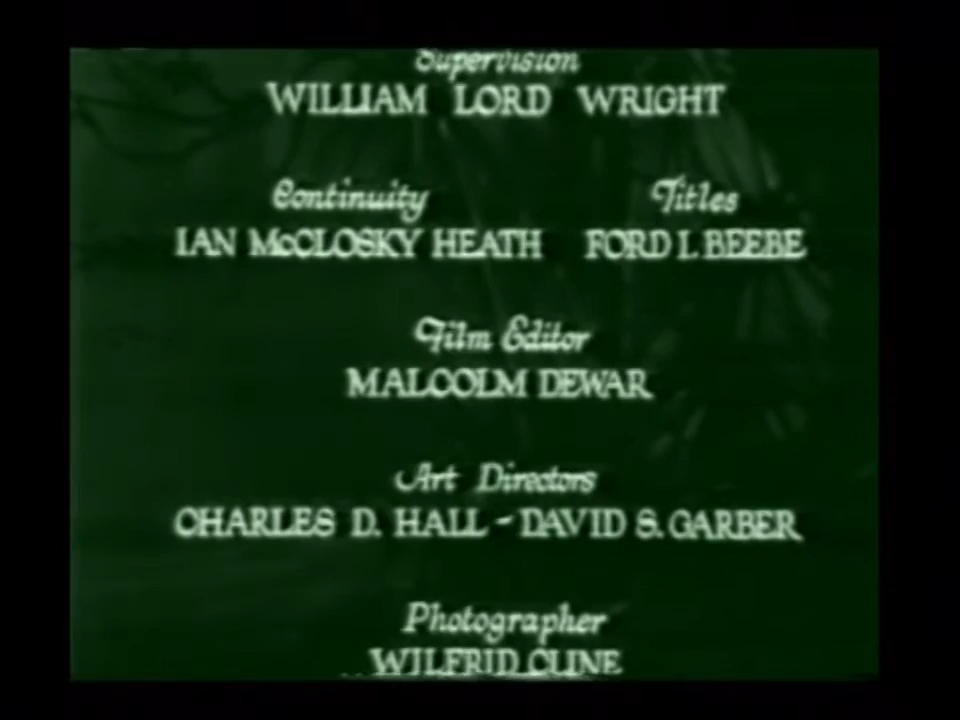 Supervision
WILLIAM LORD WRIGHT
Continuity Titles
IAN McCLOSKY HEATH FORD I. BEEBE
Film Editor
MALCOLM DEWAR
Art Directors
CHARLES D. HALL - DAVID S. GARBER
Photographer
WILFRID CLINE